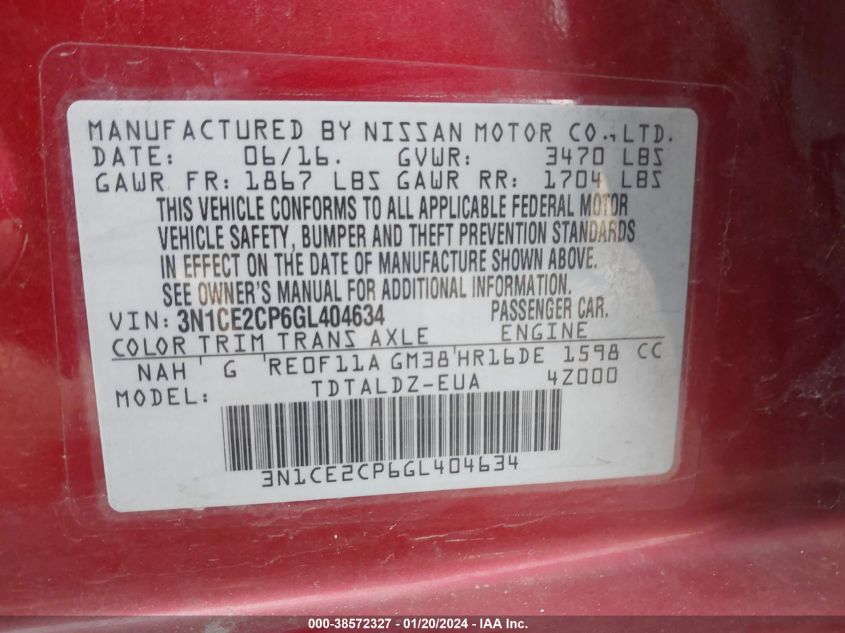 MANUFACTURED BY NISSAN MOTOR CO., LTD.
DATE: 06/16. GVWR: 3470 LBS
GAWR FR: 1867 LBS GAWR RR: 1704 LBS
THIS VEHICLE CONFORMS TO ALL APPLICABLE FEDERAL MOTOR
VEHICLE SAFETY, BUMPER AND THEFT PREVENTION STANDARDS
IN EFFECT ON THE DATE OF MANUFACTURE SHOWN ABOVE.
SEE OWNER'S MANUAL FOR ADDITIONAL INFORMATION.
VIN: 3N1CE2CP6GL404634 PASSENGER CAR.
COLOR TRIM TRANS AXLE ENGINE
NAH' G 'RE0F11A GM38'HR16DE 1598 CC
MODEL: TDTALDZ-EUA 4Z000
3N1CE2CP6GL404634
000-38572327 - 01/20/2024 - IAAI.COM